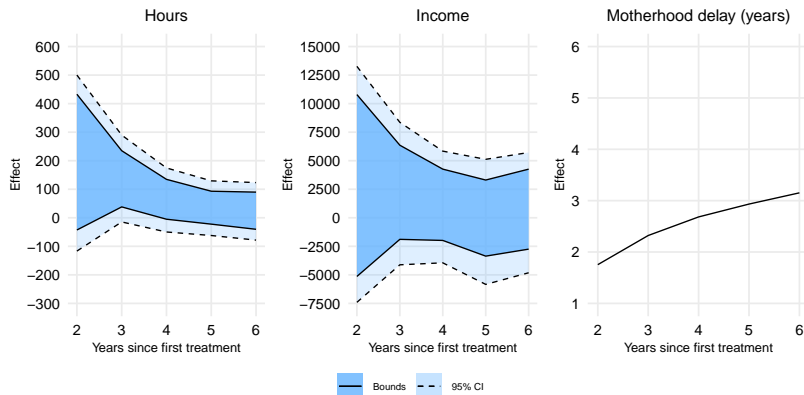 Hours
Effect
600
500
400
300
200
100
0
−100
−200
−300
2 3 4 5 6
Years since first treatment
Income
Effect
15000
12500
10000
7500
5000
2500
0
−2500
−5000
−7500
2 3 4 5 6
Years since first treatment
Motherhood delay (years)
Effect
6
5
4
3
2
1
2 3 4 5 6
Years since first treatment
Bounds 95% CI